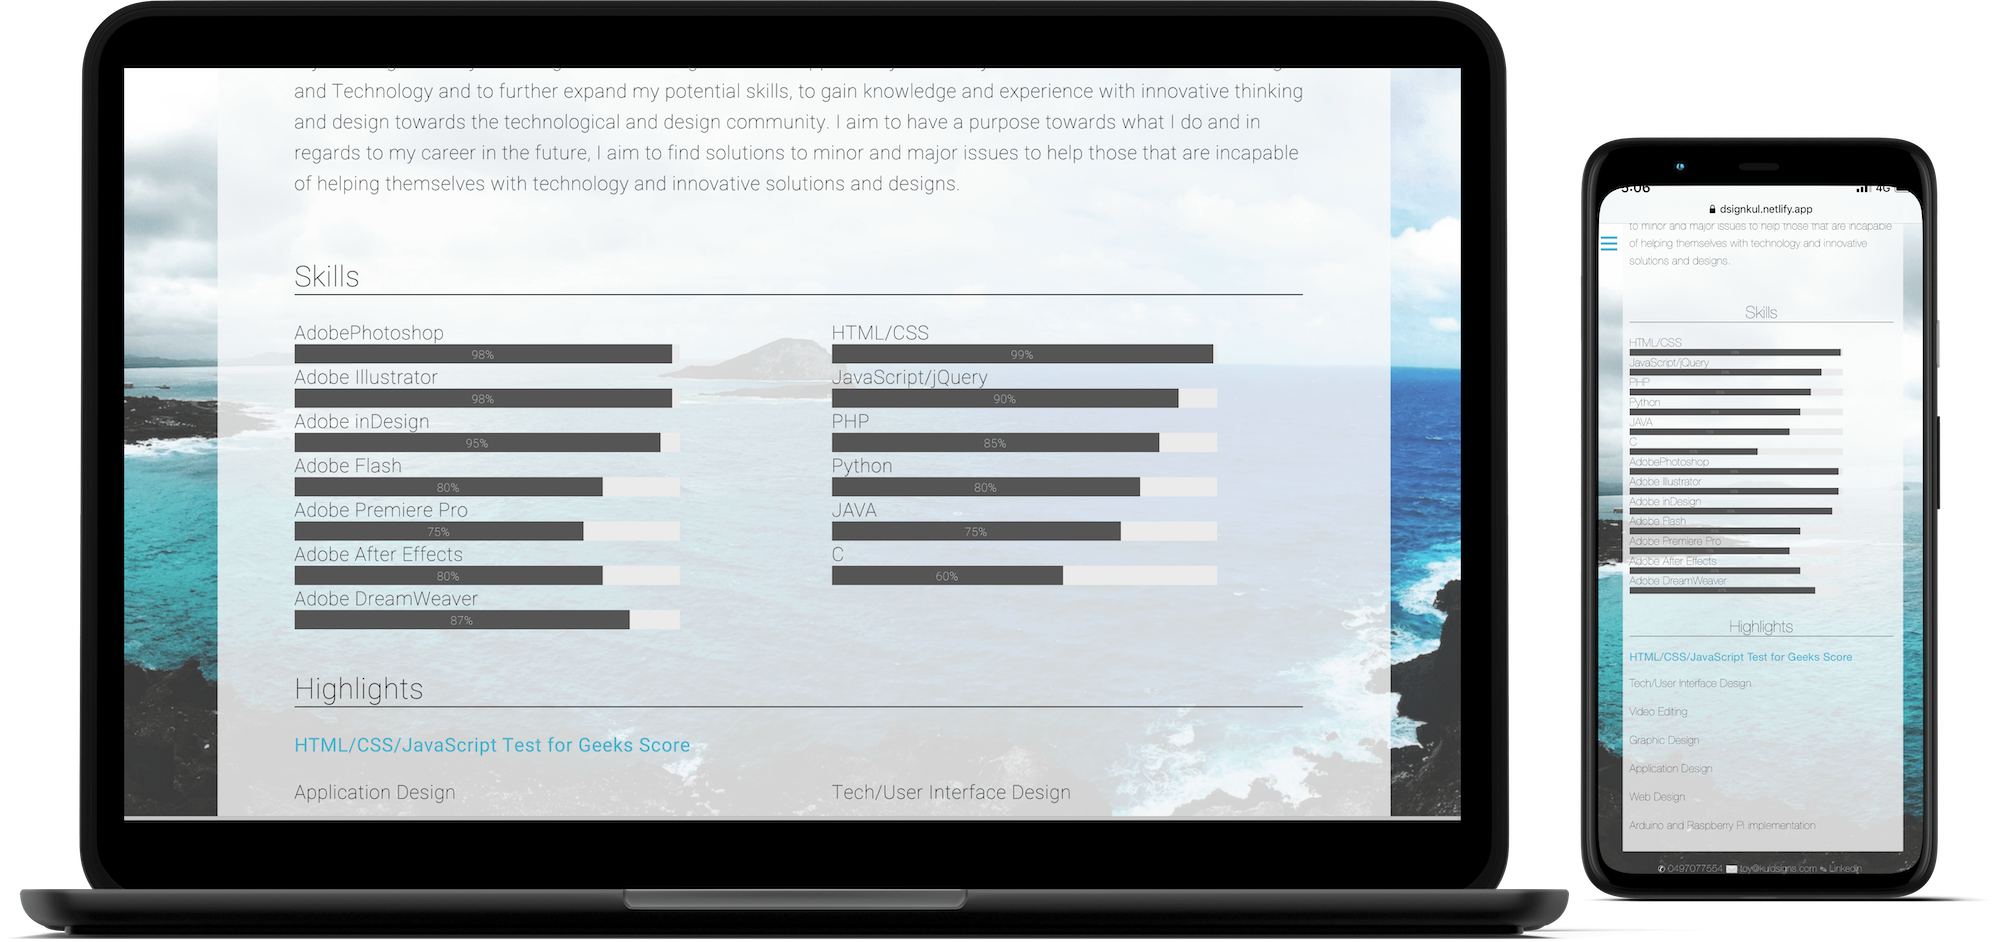 and Technology and to further expand my potential skills, to gain knowledge and experience with innovative thinking
and design towards the technological and design community. I aim to have a purpose towards what I do and in
regards to my career in the future, I aim to find solutions to minor and major issues to help those that are incapable
of helping themselves with technology and innovative solutions and designs.
Skills
AdobePhotoshop
98%
Adobe Illustrator
98%
Adobe inDesign
95%
Adobe Flash
80%
Adobe Premiere Pro
75%
Adobe After Effects
80%
Adobe DreamWeaver
87%
HTML/CSS
99%
JavaScript/jQuery
90%
PHP
85%
Python
80%
JAVA
75%
C
60%
Highlights
HTML/CSS/JavaScript Test for Geeks Score
Application Design
Tech/User Interface Design
5:06
4G
dsignkul.netlify.app
to minor and major issues to help those that are incapable
of helping themselves with technology and innovative
solutions and designs.
Skills
HTML/CSS
JavaScript/jQuery
PHP
Python
JAVA
C
AdobePhotoshop
Adobe Illustrator
Adobe inDesign
Adobe Flash
Adobe Premiere Pro
Adobe After Effects
Adobe DreamWeaver
Highlights
HTML/CSS/JavaScript Test for Geeks Score
Tech/User Interface Design
Video Editing
Graphic Design
Application Design
Web Design
Arduino and Raspberry Pi implementation
0497077554 LinkedIn